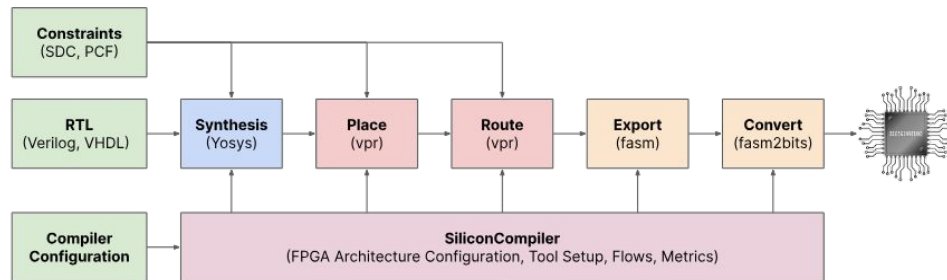 Constraints
(SDC, PCF)
RTL
(Verilog, VHDL)
Synthesis
(Yosys)
Place
(vpr)
Route
(vpr)
Export
(fasm)
Convert
(fasm2bits)
Compiler
Configuration
SiliconCompiler
(FPGA Architecture Configuration, Tool Setup, Flows, Metrics)